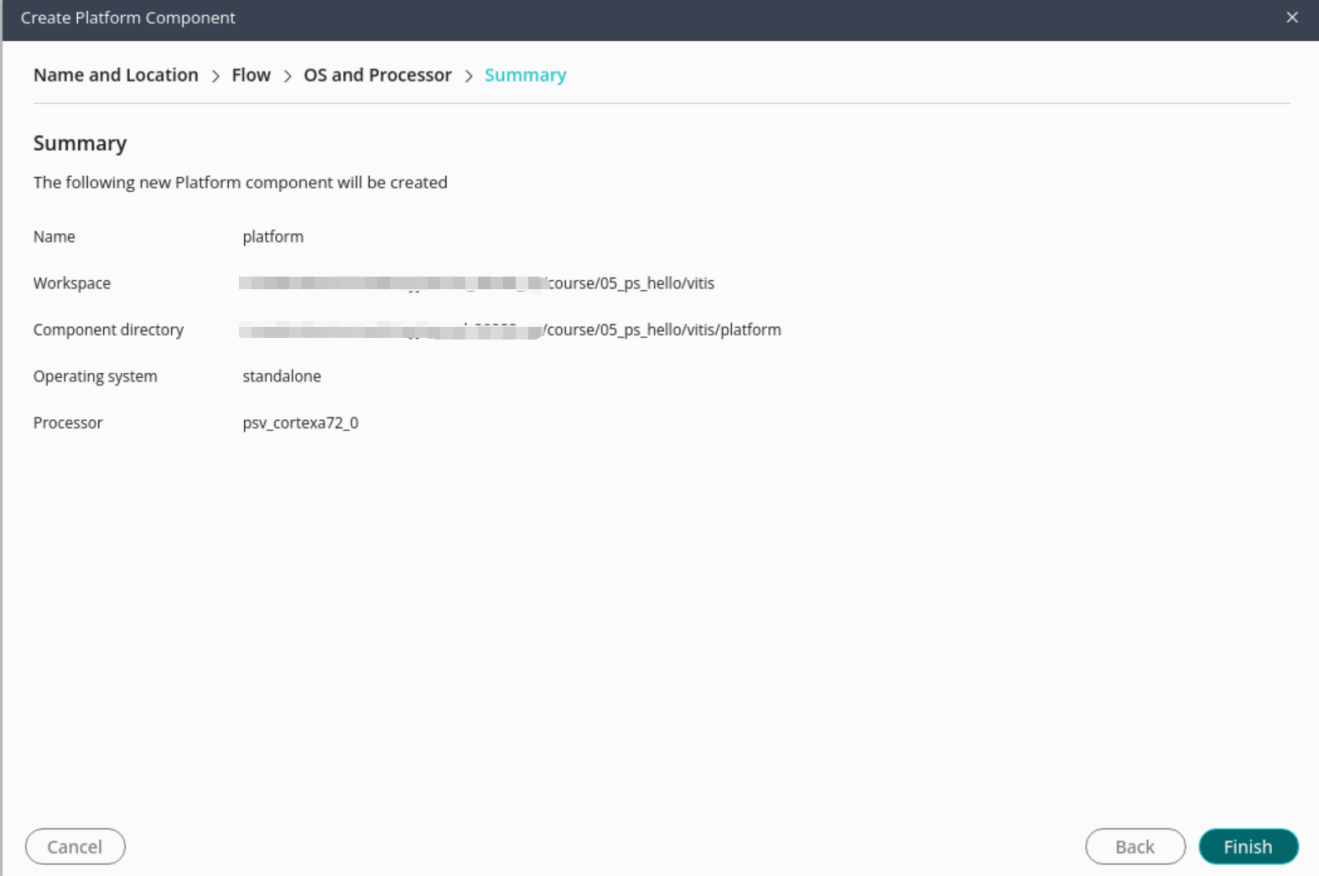 Create Platform Component
Name and Location > Flow > OS and Processor > Summary
Summary
The following new Platform component will be created
Name platform
Workspace /course/05_ps_hello/vitis
Component directory /course/05_ps_hello/vitis/platform
Operating system standalone
Processor psv_cortexa72_0
Cancel Back Finish